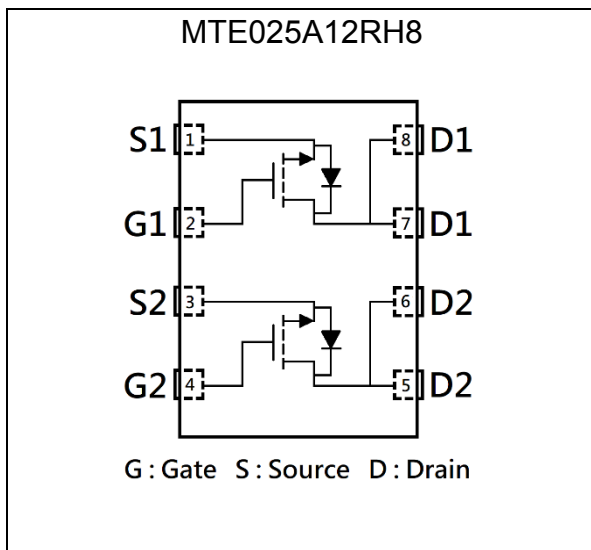 MTE025A12RH8
S1 1 8 D1
G1 2 7 D1
S2 3 6 D2
G2 4 5 D2
G : Gate S : Source D : Drain